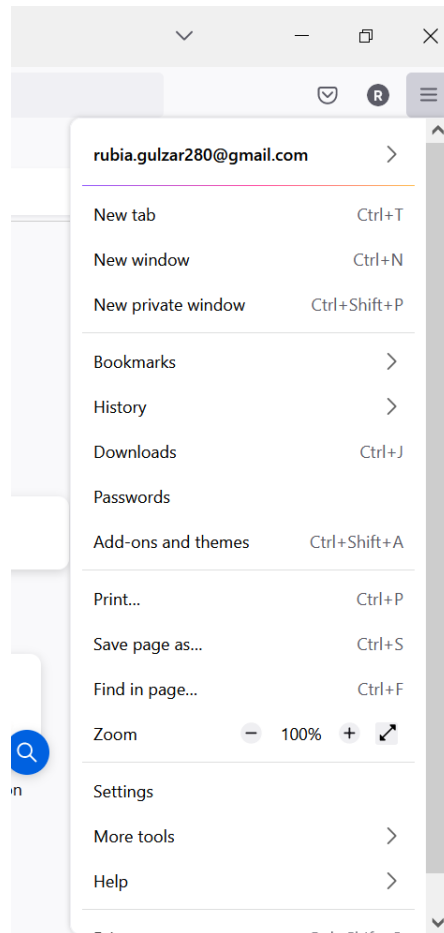 R
rubia.gulzar280@gmail.com
New tab Ctrl+T
New window Ctrl+N
New private window Ctrl+Shift+P
Bookmarks
History
Downloads Ctrl+J
Passwords
Add-ons and themes Ctrl+Shift+A
Print... Ctrl+P
Save page as... Ctrl+S
Find in page... Ctrl+F
Zoom − 100% +
on
Settings
More tools
Help